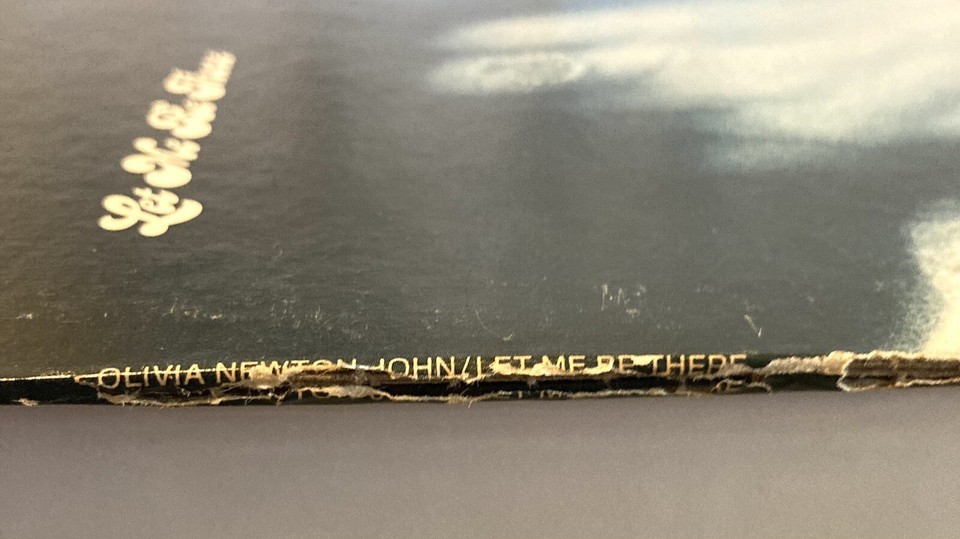 Let Me Be There
OLIVIA NEWTON-JOHN/LET ME BE THERE